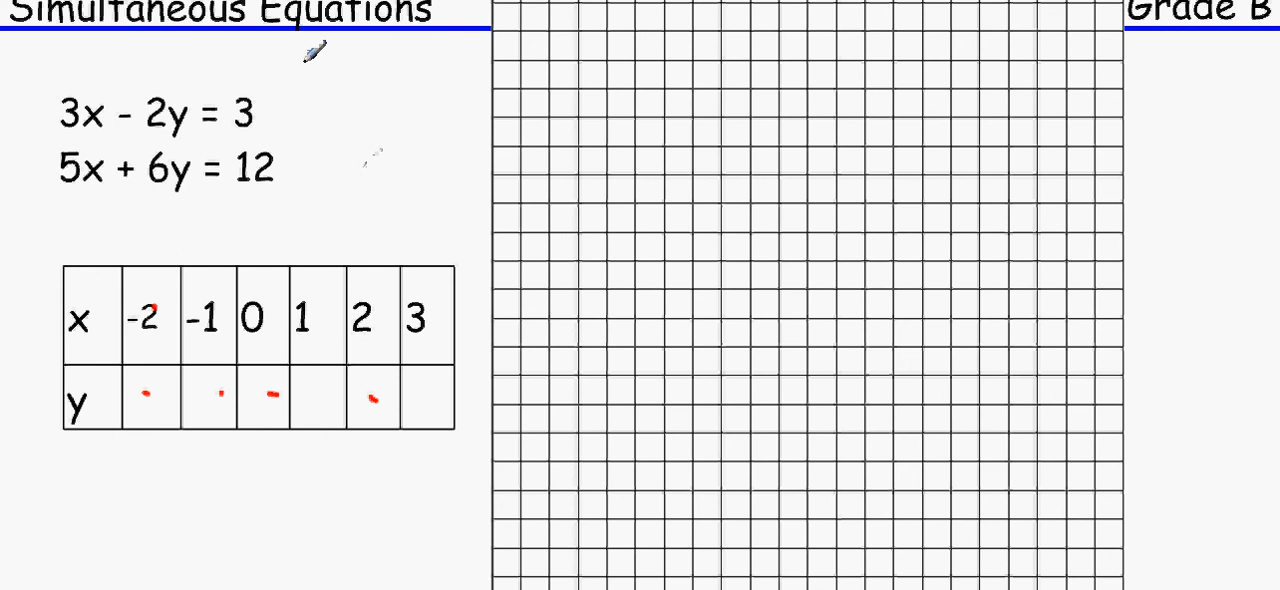 Simultaneous Equations
Grade B
3x - 2y = 3
5x + 6y = 12
x -2 -1 0 1 2 3
y